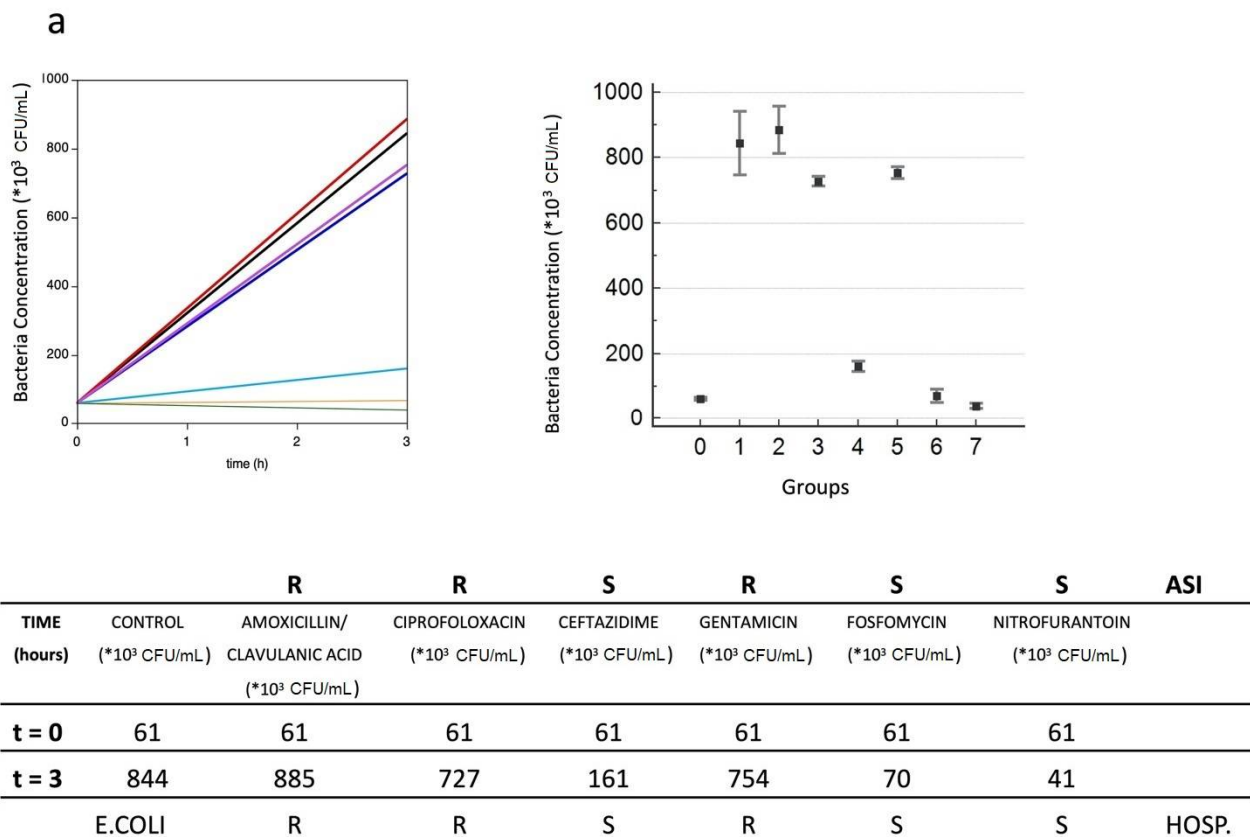 a
Bacteria Concentration (*10³ CFU/mL)
1000
800
600
400
200
0
0 1 2 3
time (h)
Bacteria Concentration (*10³ CFU/mL)
1000
800
600
400
200
0
0 1 2 3 4 5 6 7
Groups
R R S R S S ASI
TIME CONTROL AMOXICILLIN/ CIPROFOLOXACIN CEFTAZIDIME GENTAMICIN FOSFOMYCIN NITROFURANTOIN
(hours) (*10³ CFU/mL) CLAVULANIC ACID (*10³ CFU/mL) (*10³ CFU/mL) (*10³ CFU/mL) (*10³ CFU/mL) (*10³ CFU/mL)
(*10³ CFU/mL)
t = 0 61 61 61 61 61 61 61
t = 3 844 885 727 161 754 70 41
E.COLI R R S R S S HOSP.